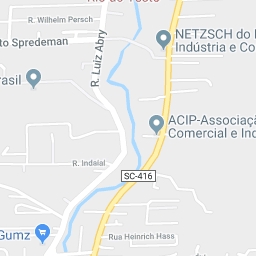 R. Wilhelm Persch
NETZSCH do
Indústria e Co
to Spredeman
R. Luiz Abry
rasil
ACIP-Associaçã
Comercial e Ind
R. Indaial
SC-416
Gumz
Rua Heinrich Hass